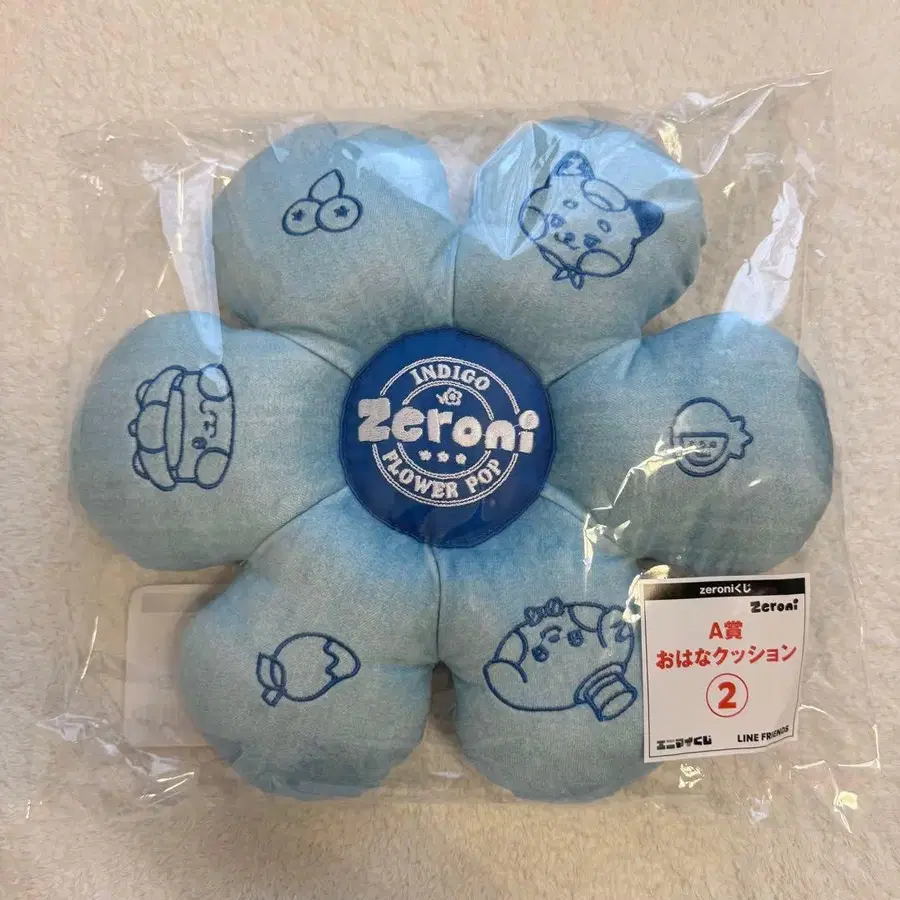 INDIGO
zeroni
FLOWER POP
zeroniくじ
zeroni
A賞
おはなクッション
2
エニマイくじ
LINE FRIENDS